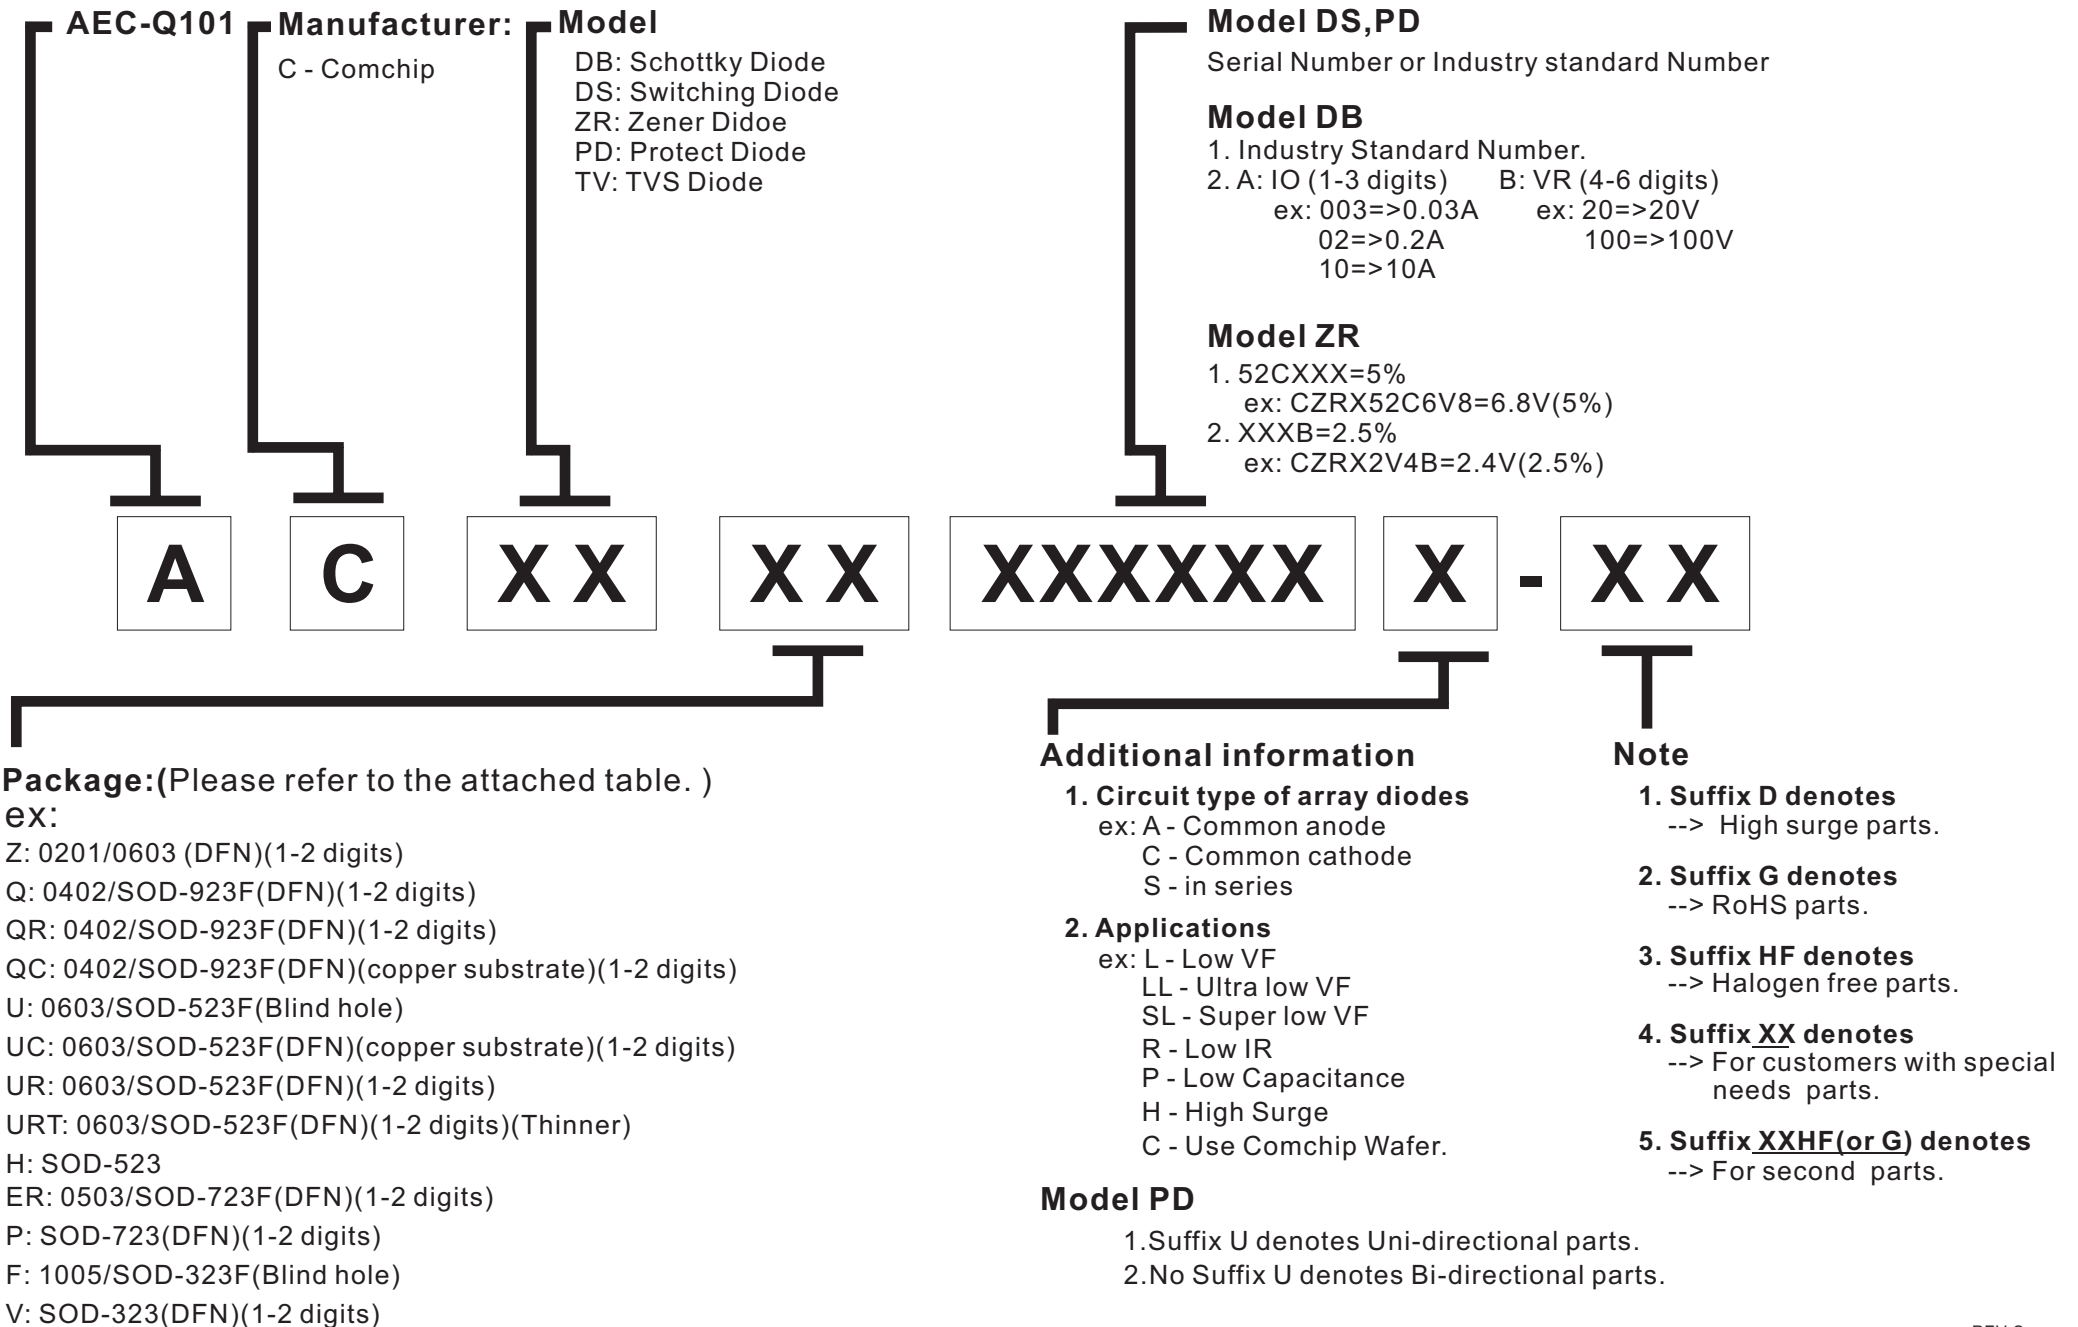 AEC-Q101
Manufacturer:
C - Comchip
Model
DB: Schottky Diode
DS: Switching Diode
ZR: Zener Didoe
PD: Protect Diode
TV: TVS Diode
Model DS,PD
Serial Number or Industry standard Number
Model DB
1. Industry Standard Number.
2. A: IO (1-3 digits) B: VR (4-6 digits)
ex: 003=>0.03A ex: 20=>20V
02=>0.2A 100=>100V
10=>10A
Model ZR
1. 52CXXX=5%
ex: CZRX52C6V8=6.8V(5%)
2. XXXB=2.5%
ex: CZRX2V4B=2.4V(2.5%)
A C X X X X XXXXXX X - X X
Package:(Please refer to the attached table. )
ex:
Z: 0201/0603 (DFN)(1-2 digits)
Q: 0402/SOD-923F(DFN)(1-2 digits)
QR: 0402/SOD-923F(DFN)(1-2 digits)
QC: 0402/SOD-923F(DFN)(copper substrate)(1-2 digits)
U: 0603/SOD-523F(Blind hole)
UC: 0603/SOD-523F(DFN)(copper substrate)(1-2 digits)
UR: 0603/SOD-523F(DFN)(1-2 digits)
URT: 0603/SOD-523F(DFN)(1-2 digits)(Thinner)
H: SOD-523
ER: 0503/SOD-723F(DFN)(1-2 digits)
P: SOD-723(DFN)(1-2 digits)
F: 1005/SOD-323F(Blind hole)
V: SOD-323(DFN)(1-2 digits)
Additional information
1. Circuit type of array diodes
ex: A - Common anode
C - Common cathode
S - in series
2. Applications
ex: L - Low VF
LL - Ultra low VF
SL - Super low VF
R - Low IR
P - Low Capacitance
H - High Surge
C - Use Comchip Wafer.
Model PD
1.Suffix U denotes Uni-directional parts.
2.No Suffix U denotes Bi-directional parts.
Note
1. Suffix D denotes
--> High surge parts.
2. Suffix G denotes
--> RoHS parts.
3. Suffix HF denotes
--> Halogen free parts.
4. Suffix XX denotes
--> For customers with special
needs parts.
5. Suffix XXHF(or G) denotes
--> For second parts.